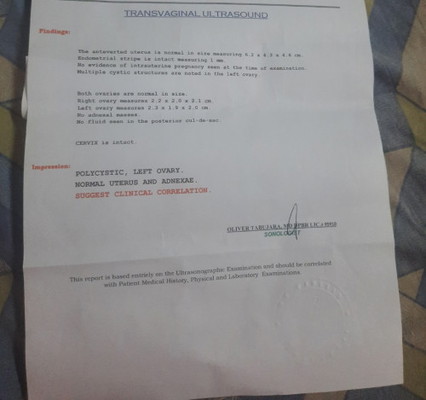 TRANSVAGINAL ULTRASOUND
Findings:
The anteverted uterus is normal in size measuring 6.2 x 4.3 x 4.4 cm.
Endometrial stripe is intact measuring 1 mm.
No evidence of intrauterine pregnancy seen at the time of examination.
Multiple cystic structures are noted in the left ovary
Both ovaries are normal in size:
Right ovary measures 2.2 x 2.0 x 2.1 cm
Left ovary measures 2.3 x 1.9 x 2.0 cm
No adnexal masses.
No fluid seen in the posterior cul-de-sac.
CERVIX is intact.
Impression:
POLYCYSTIC, LEFT OVARY.
NORMAL UTERUS AND ADNEXAE.
SUGGEST CLINICAL CORRELATION.
OLIVER
SONOLOGIST
This report is based entirely on the Ultrasonographic Examination and should be correlated
with Patient Medical History, Physical and Laboratory Examinations.